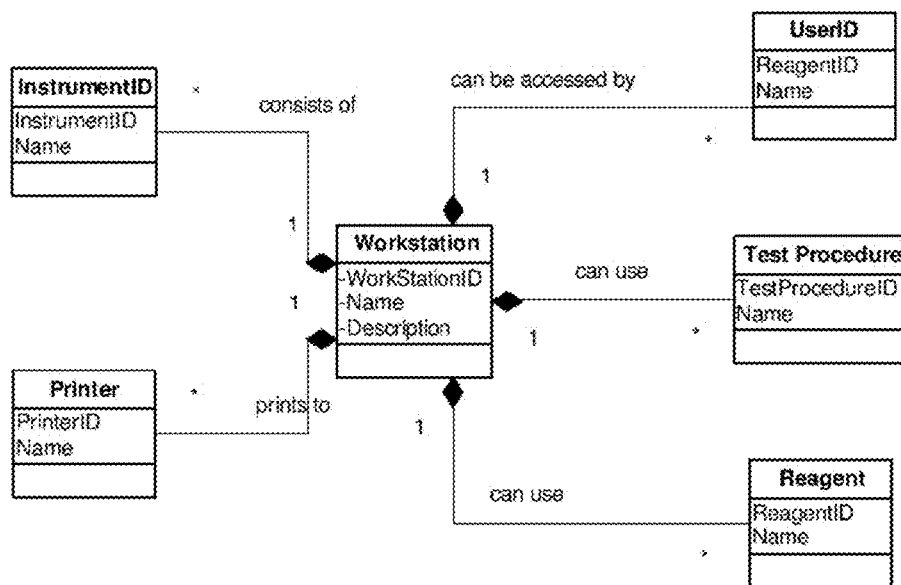 UserID
ReagentID
Name
can be accessed by
*
1
InstrumentID
InstrumentID
Name
*
consists of
1
Workstation
-WorkStationID
-Name
-Description
Test Procedure
TestProcedureID
Name
can use
1
*
1
Printer
PrinterID
Name
*
prints to
1
can use
Reagent
ReagentID
Name
*